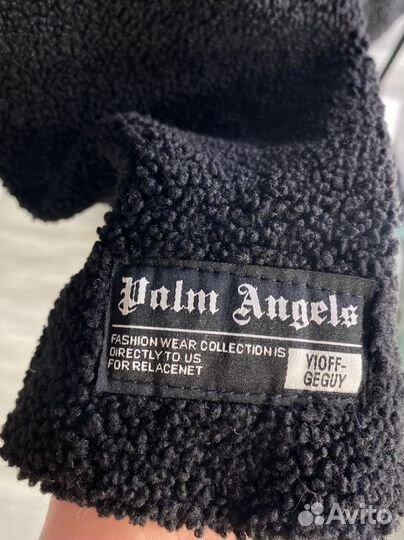 Palm Angels
FASHION WEAR COLLECTION IS
DIRECTLY TO US
FOR RELACENET
YIOFF-
GEGUY
Avito